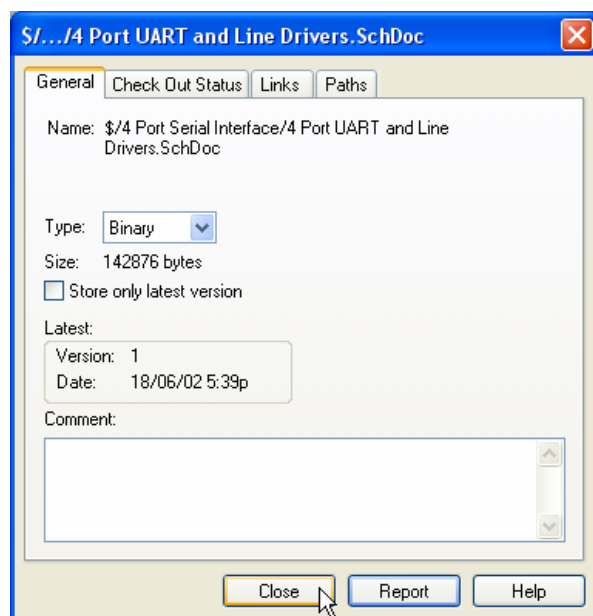 $/.../4 Port UART and Line Drivers.SchDoc
General Check Out Status Links Paths
Name: $/4 Port Serial Interface/4 Port UART and Line
Drivers.SchDoc
Type: Binary
Size: 142876 bytes
Store only latest version
Latest:
Version: 1
Date: 18/06/02 5:39p
Comment:
Close Report Help